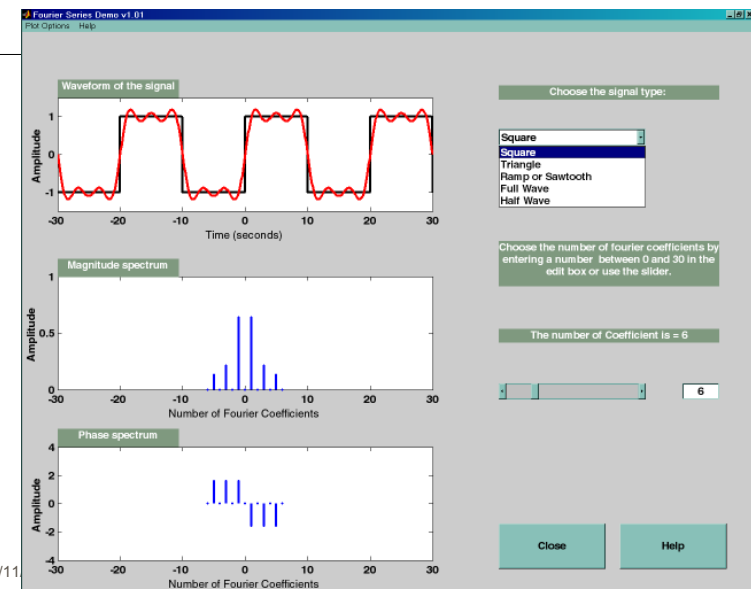 Fourier Series Demo v1.01
Plot Options Help
Waveform of the signal
Amplitude
1
0
-1
-30 -20 -10 0 10 20 30
Time (seconds)
Magnitude spectrum
Amplitude
1
0.5
0
-30 -20 -10 0 10 20 30
Number of Fourier Coefficients
Phase spectrum
Amplitude
4
2
0
-2
-4
-30 -20 -10 0 10 20 30
Number of Fourier Coefficients
Choose the signal type:
Square
Square
Triangle
Ramp or Sawtooth
Full Wave
Half Wave
Choose the number of fourier coefficients by
entering a number between 0 and 30 in the
edit box or use the slider.
The number of Coefficient is = 6
6
Close Help
/11